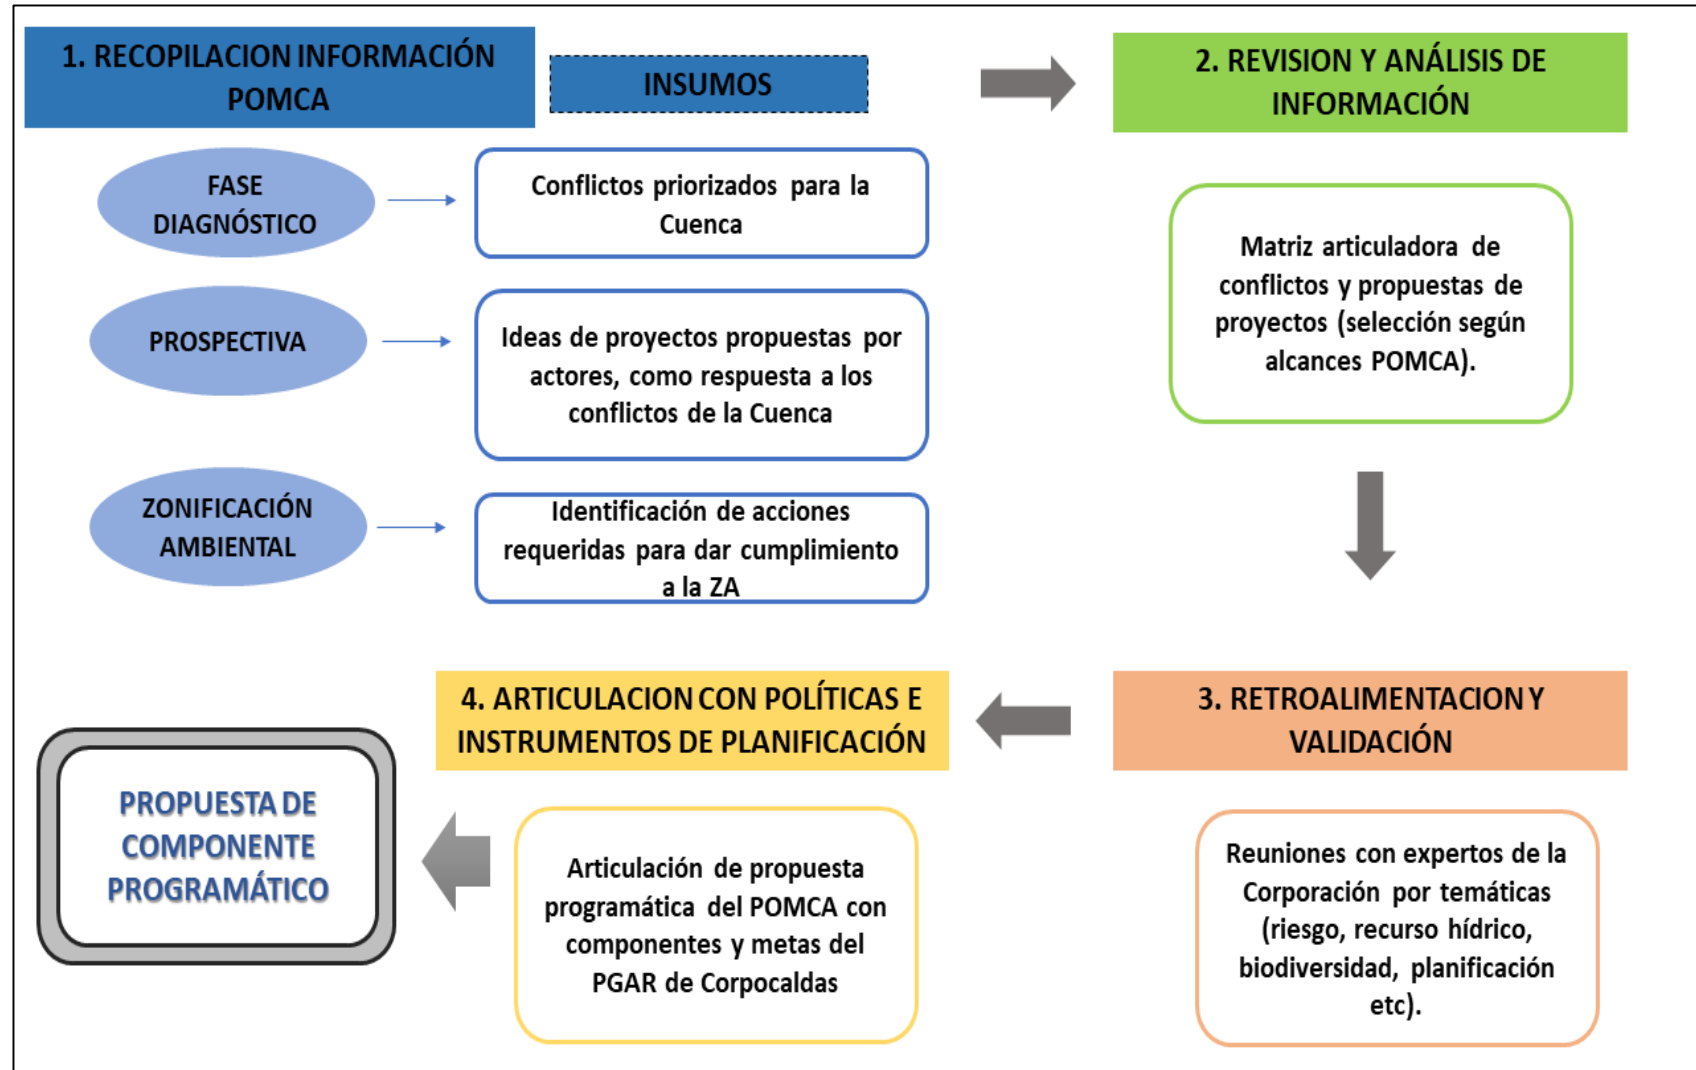 1. RECOPILACION INFORMACIÓN
POMCA
INSUMOS
2. REVISION Y ANÁLISIS DE
INFORMACIÓN
FASE
DIAGNÓSTICO
Conflictos priorizados para la
Cuenca
PROSPECTIVA
Ideas de proyectos propuestas por
actores, como respuesta a los
conflictos de la Cuenca
ZONIFICACIÓN
AMBIENTAL
Identificación de acciones
requeridas para dar cumplimiento
a la ZA
Matriz articuladora de
conflictos y propuestas de
proyectos (selección según
alcances POMCA).
3. RETROALIMENTACION Y
VALIDACIÓN
Reuniones con expertos de la
Corporación por temáticas
(riesgo, recurso hídrico,
biodiversidad, planificación
etc).
4. ARTICULACION CON POLÍTICAS E
INSTRUMENTOS DE PLANIFICACIÓN
Articulación de propuesta
programática del POMCA con
componentes y metas del
PGAR de Corpocaldas
PROPUESTA DE
COMPONENTE
PROGRAMÁTICO